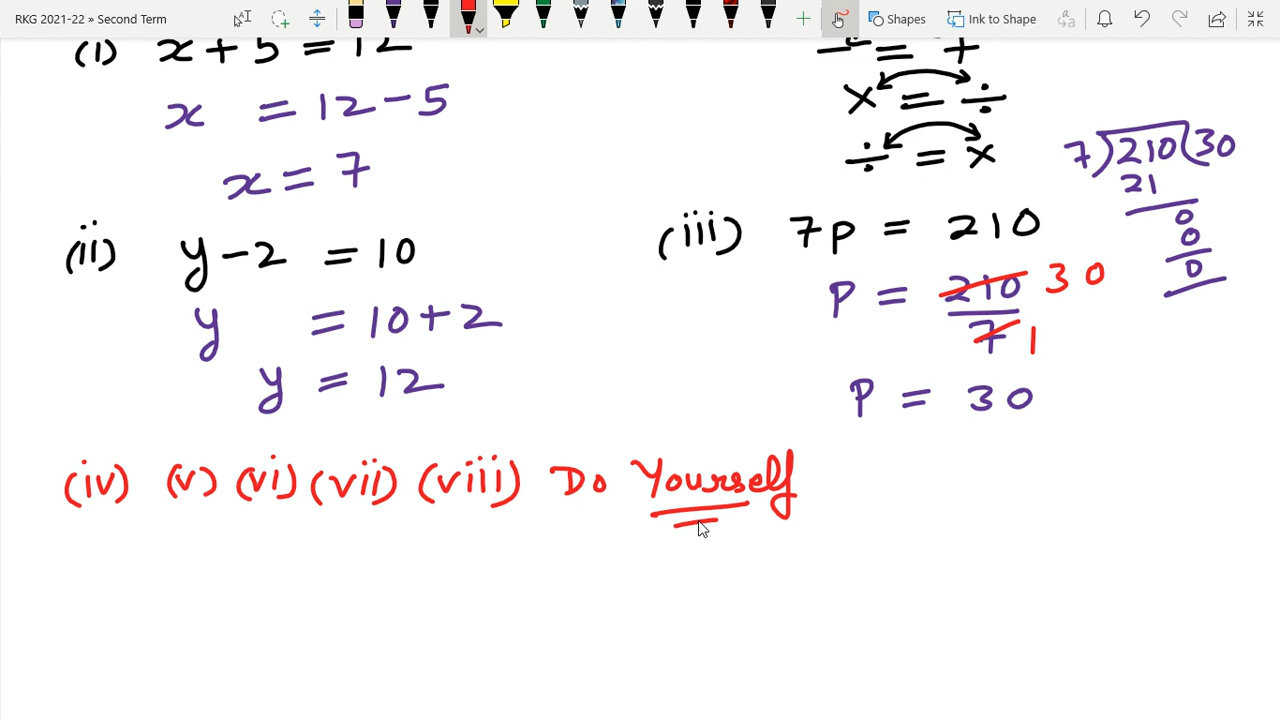 RKG 2021-22 » Second Term
Shapes
Ink to Shape
(i) x + 5 = 12
x = 12 - 5
x = 7
(ii) y - 2 = 10
y = 10 + 2
y = 12
- = +
× = ÷
÷ = ×
7)210(30
21
0
0
0
(iii) 7p = 210
P = 210 30
7 1
P = 30
(iv) (v) (vi) (vii) (viii) Do Yourself